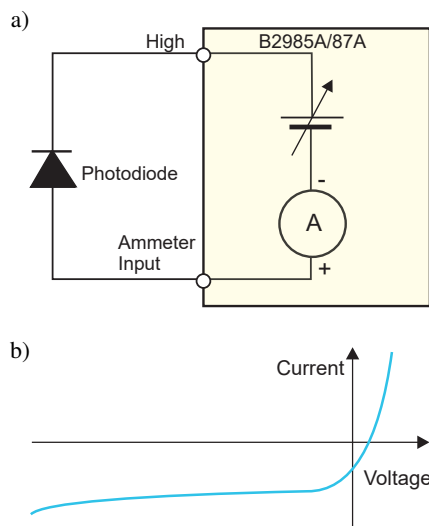 a)
High
B2985A/87A
Photodiode
-
A
Ammeter
Input
+
b)
Current
Voltage